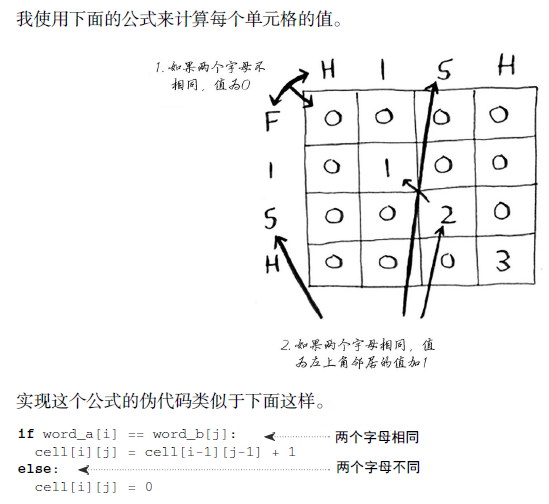 我使用下面的公式来计算每个单元格的值。
1. 如果两个字母不
相同，值为0
H I S H
F 0 0 0 0
I 0 1 0 0
S 0 0 2 0
H 0 0 0 3
2. 如果两个字母相同，值
为左上角邻居的值加1
实现这个公式的伪代码类似于下面这样。
if word_a[i] == word_b[j]: 两个字母相同
cell[i][j] = cell[i-1][j-1] + 1
else: 两个字母不同
cell[i][j] = 0